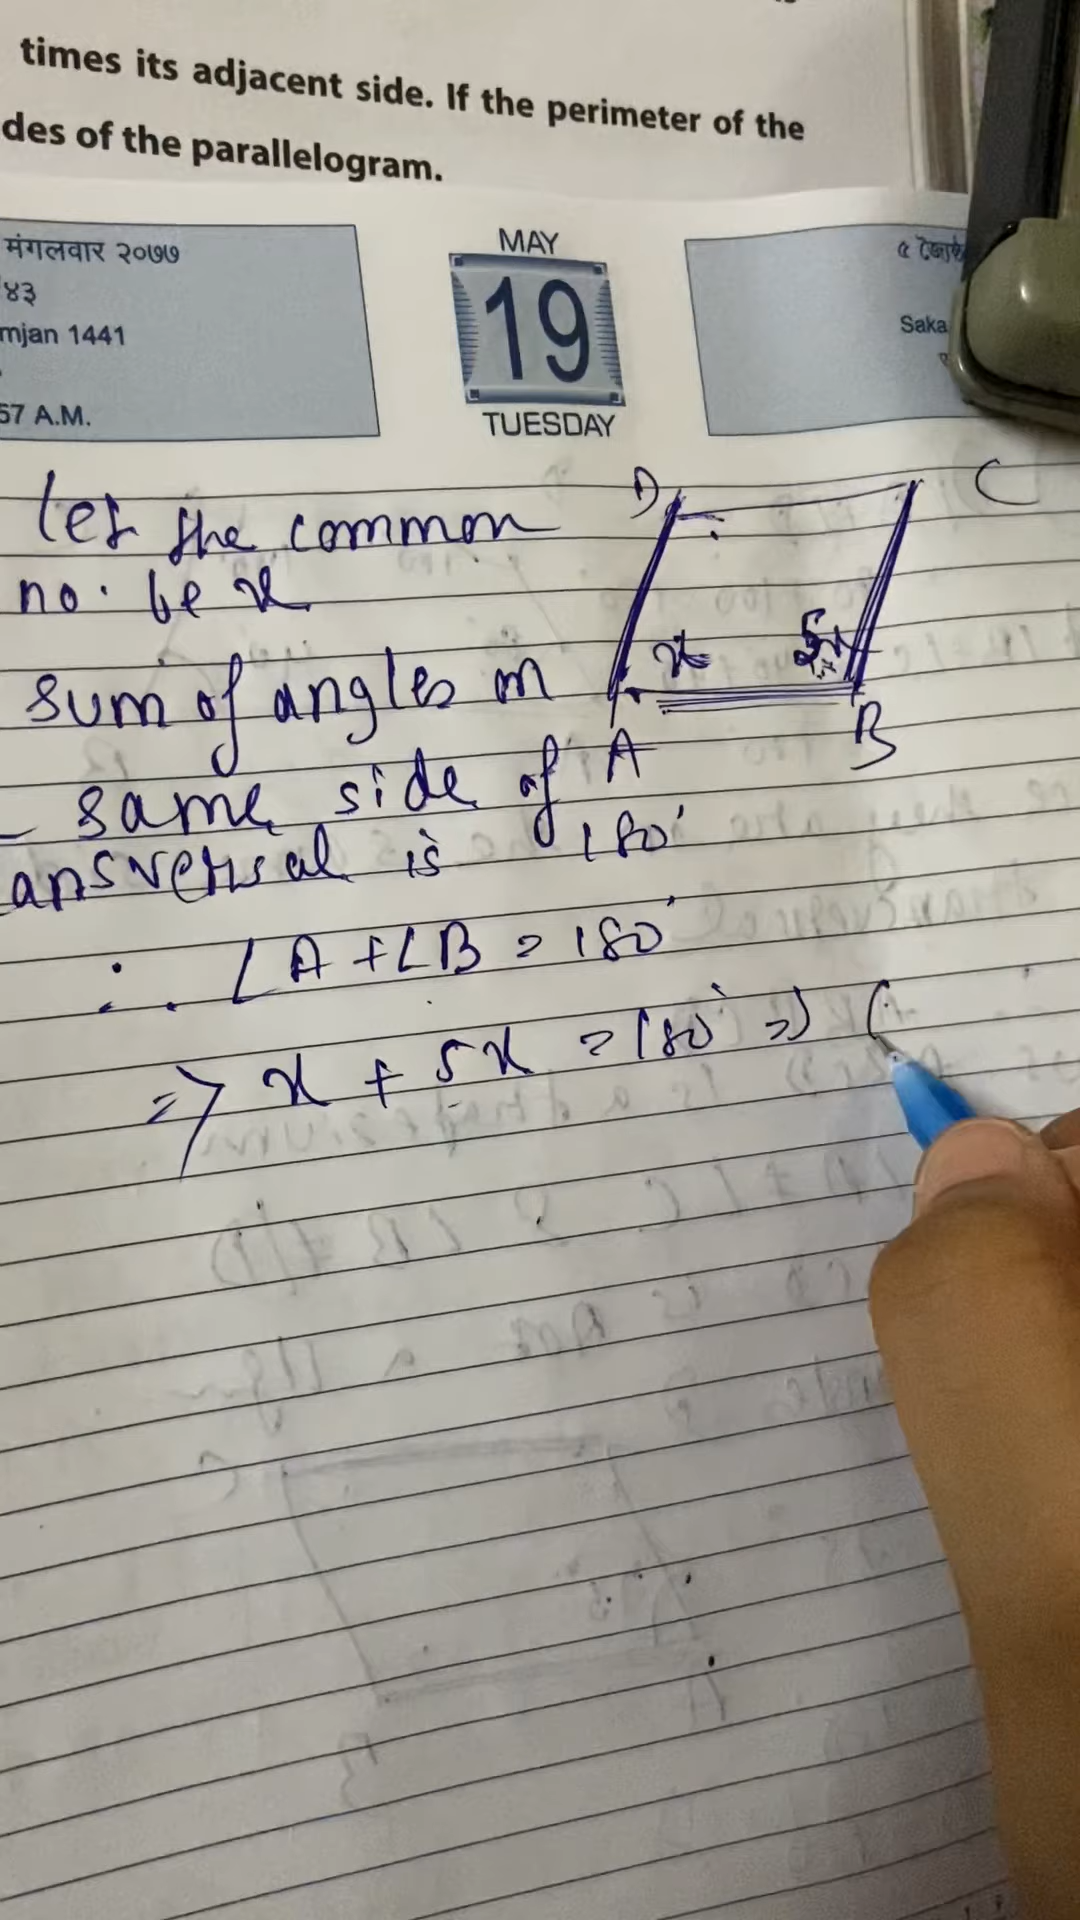 times its adjacent side. If the perimeter of the
des of the parallelogram.
मंगलवार २०७७
४३
mjan 1441
57 A.M.
MAY
19
TUESDAY
Saka
let the common
no. be x
D C
x 5x
A B
sum of angles on
same side of
ansversal is 180°
∴ ∠A + ∠B = 180°
=> x + 5x = 180° => (